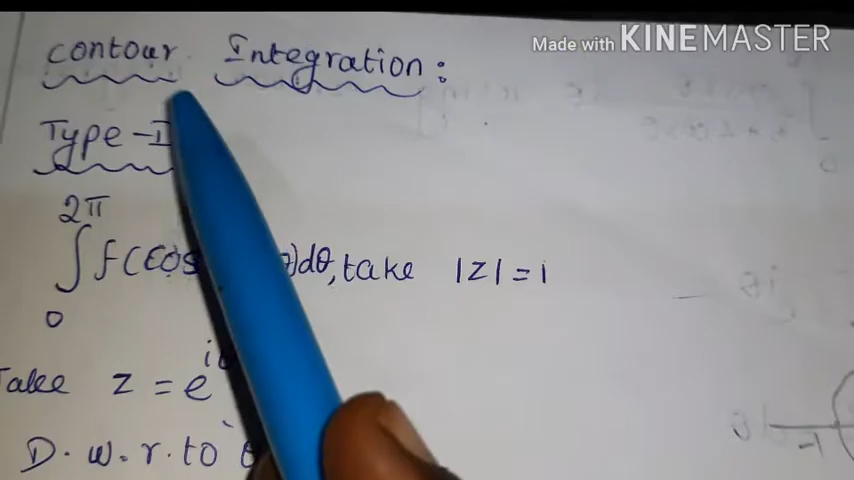 Made with KINEMASTER
Contour Integration:
Type-I
2π
∫ f(cos )dθ, take |z| = 1
0
Take z = e^i
D. w. r. to